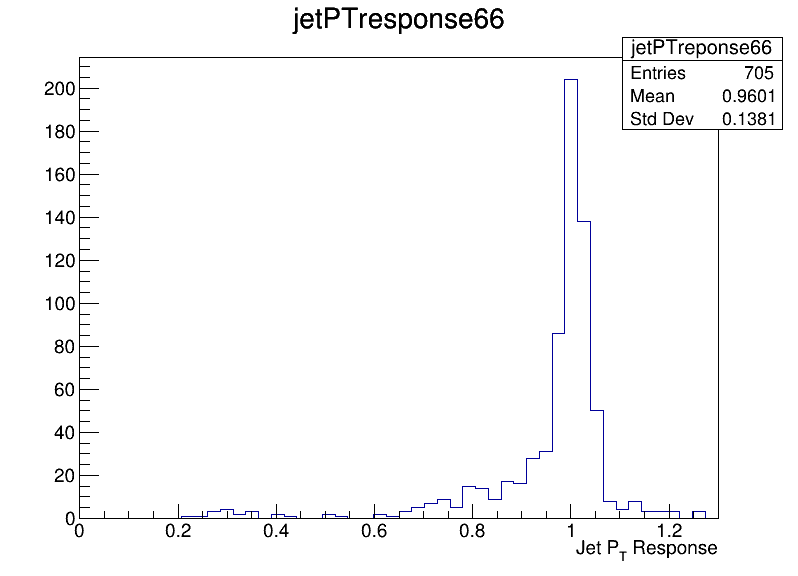 jetPTresponse66
jetPTreponse66
Entries 705
Mean 0.9601
Std Dev 0.1381
200
180
160
140
120
100
80
60
40
20
0
0 0.2 0.4 0.6 0.8 1 1.2
Jet PT Response